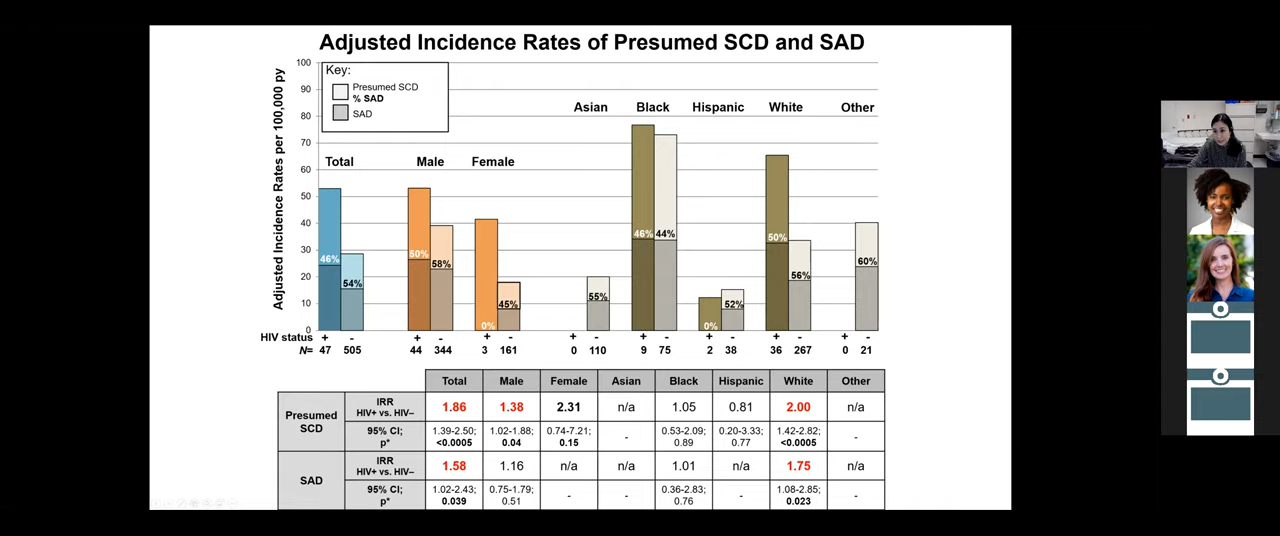 Adjusted Incidence Rates of Presumed SCD and SAD
Adjusted Incidence Rates per 100,000 py
100
90
80
70
60
50
40
30
20
10
0
Key:
Presumed SCD
% SAD
SAD
Total
Male
Female
Asian
Black
Hispanic
White
Other
46%
54%
50%
58%
0%
45%
55%
46%
44%
0%
52%
50%
56%
60%
HIV status + - + - + - + - + - + - + - + -
N= 47 505 44 344 3 161 0 110 9 75 2 38 36 267 0 21
Total Male Female Asian Black Hispanic White Other
Presumed SCD
IRR HIV+ vs. HIV– 1.86 1.38 2.31 n/a 1.05 0.81 2.00 n/a
95% CI; p* 1.39-2.50; <0.0005 1.02-1.88; 0.04 0.74-7.21; 0.15 - 0.53-2.09; 0.89 0.20-3.33; 0.77 1.42-2.82; <0.0005 -
SAD
IRR HIV+ vs. HIV– 1.58 1.16 n/a n/a 1.01 n/a 1.75 n/a
95% CI; p* 1.02-2.43; 0.039 0.75-1.79; 0.51 - - 0.36-2.83; 0.76 - 1.08-2.85; 0.023 -